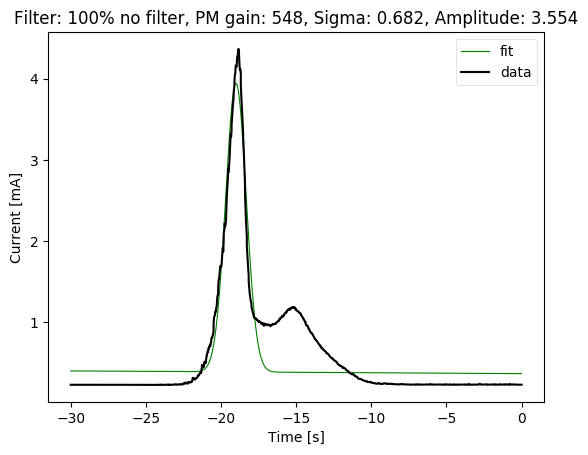 Filter: 100% no filter, PM gain: 548, Sigma: 0.682, Amplitude: 3.554
fit
data
4
3
2
1
Current [mA]
−30
−25
−20
−15
−10
−5
0
Time [s]